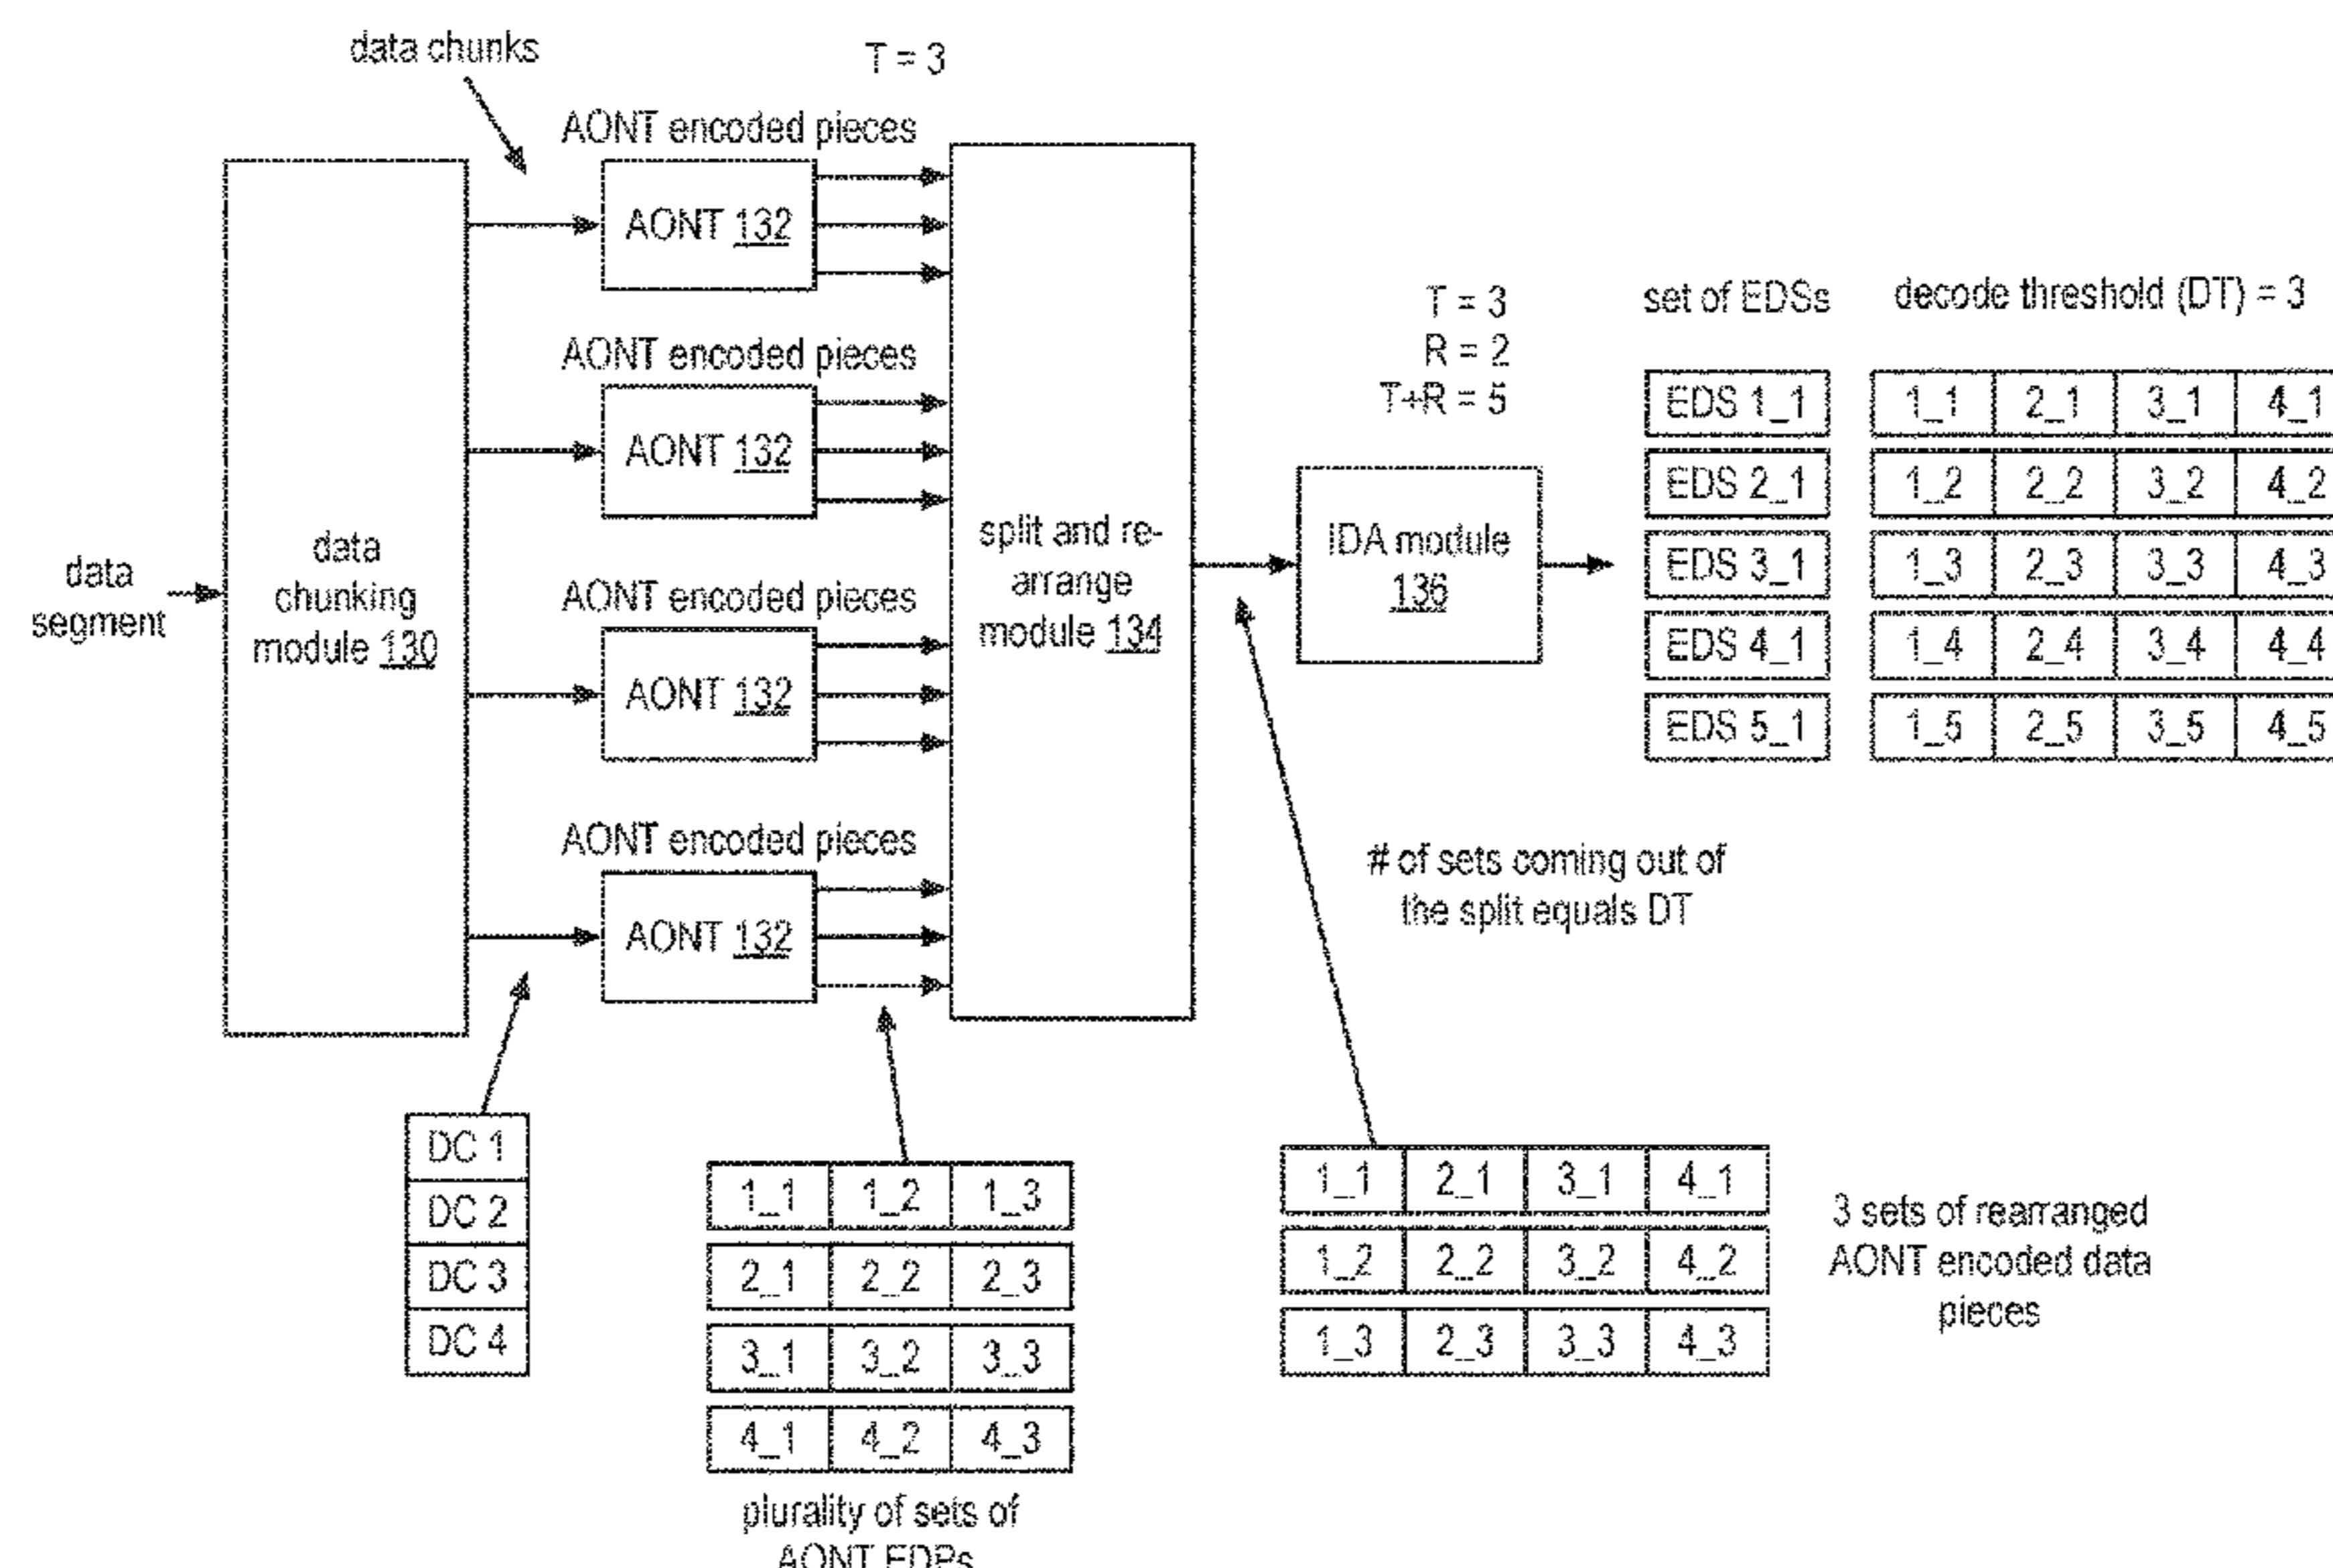 data chunks
T = 3
AONT encoded pieces
AONT 132
AONT encoded pieces
AONT 132
AONT encoded pieces
AONT 132
AONT encoded pieces
AONT 132
data
segment
data
chunking
module 130
split and re-
arrange
module 134
T = 3
R = 2
T+R = 5
IDA module
136
set of EDSs
decode threshold (DT) = 3
EDS 1_1 1_1 2_1 3_1 4_1
EDS 2_1 1_2 2_2 3_2 4_2
EDS 3_1 1_3 2_3 3_3 4_3
EDS 4_1 1_4 2_4 3_4 4_4
EDS 5_1 1_5 2_5 3_5 4_5
# of sets coming out of
the split equals DT
DC 1
DC 2
DC 3
DC 4
1_1 1_2 1_3
2_1 2_2 2_3
3_1 3_2 3_3
4_1 4_2 4_3
plurality of sets of
AONT EDPs
1_1 2_1 3_1 4_1
1_2 2_2 3_2 4_2
1_3 2_3 3_3 4_3
3 sets of rearranged
AONT encoded data
pieces